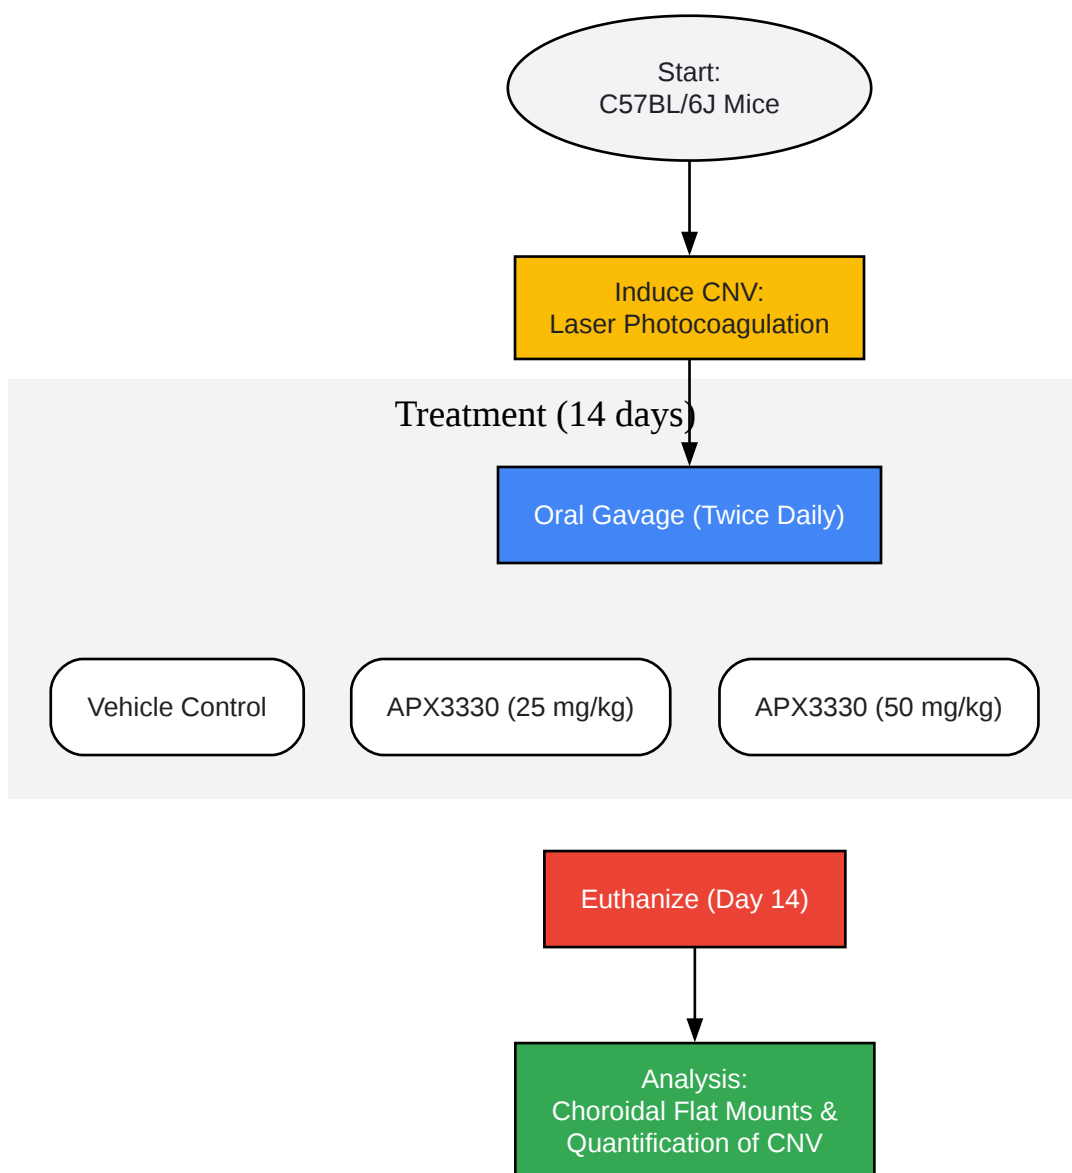 Start:
C57BL/6J Mice
Induce CNV:
Laser Photocoagulation
Treatment (14 days)
Oral Gavage (Twice Daily)
Vehicle Control
APX3330 (25 mg/kg)
APX3330 (50 mg/kg)
Euthanize (Day 14)
Analysis:
Choroidal Flat Mounts &
Quantification of CNV